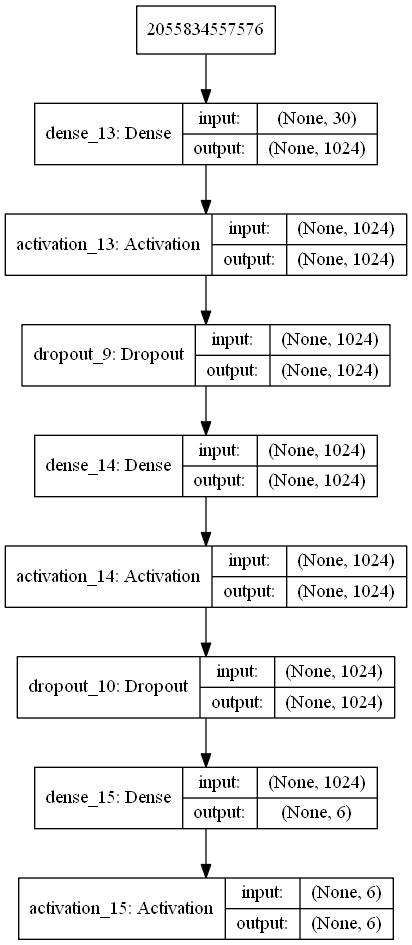 2055834557576
dense_13: Dense
input: (None, 30)
output: (None, 1024)
activation_13: Activation
input: (None, 1024)
output: (None, 1024)
dropout_9: Dropout
input: (None, 1024)
output: (None, 1024)
dense_14: Dense
input: (None, 1024)
output: (None, 1024)
activation_14: Activation
input: (None, 1024)
output: (None, 1024)
dropout_10: Dropout
input: (None, 1024)
output: (None, 1024)
dense_15: Dense
input: (None, 1024)
output: (None, 6)
activation_15: Activation
input: (None, 6)
output: (None, 6)